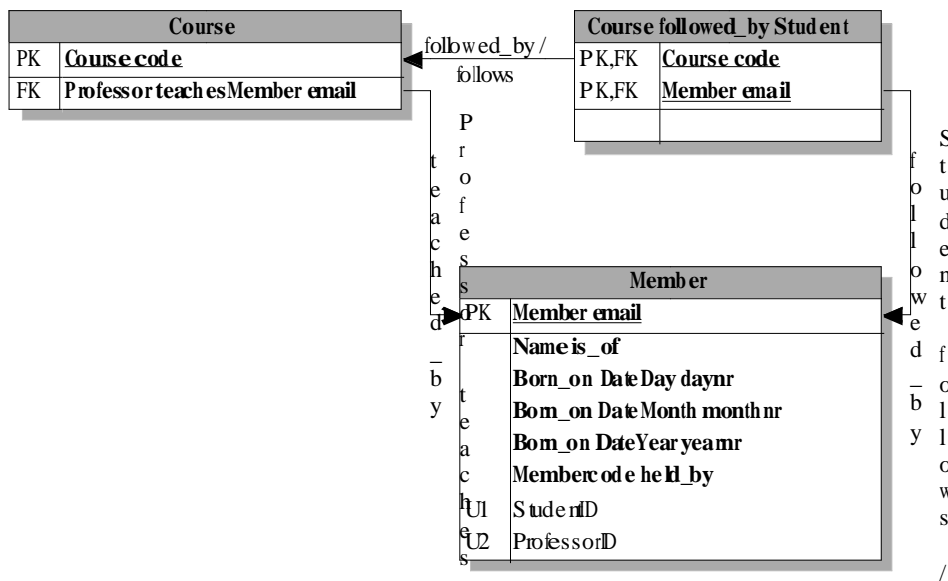 Course
PK Course code
FK Professor teaches Member email
followed_by /
follows
Course followed_by Student
PK,FK Course code
PK,FK Member email
teached_by
Professor teaches
Member
PK Member email
Name is_of
Born_on Date Day daynr
Born_on Date Month monthnr
Born_on Date Year yearnr
Membercode held_by
U1 StudentID
U2 ProfessorID
followed_by
Student follows /